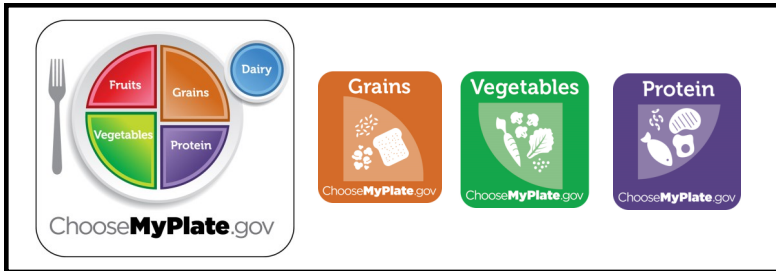 Fruits
Grains
Dairy
Vegetables
Protein
ChooseMyPlate.gov
Grains
ChooseMyPlate.gov
Vegetables
ChooseMyPlate.gov
Protein
ChooseMyPlate.gov